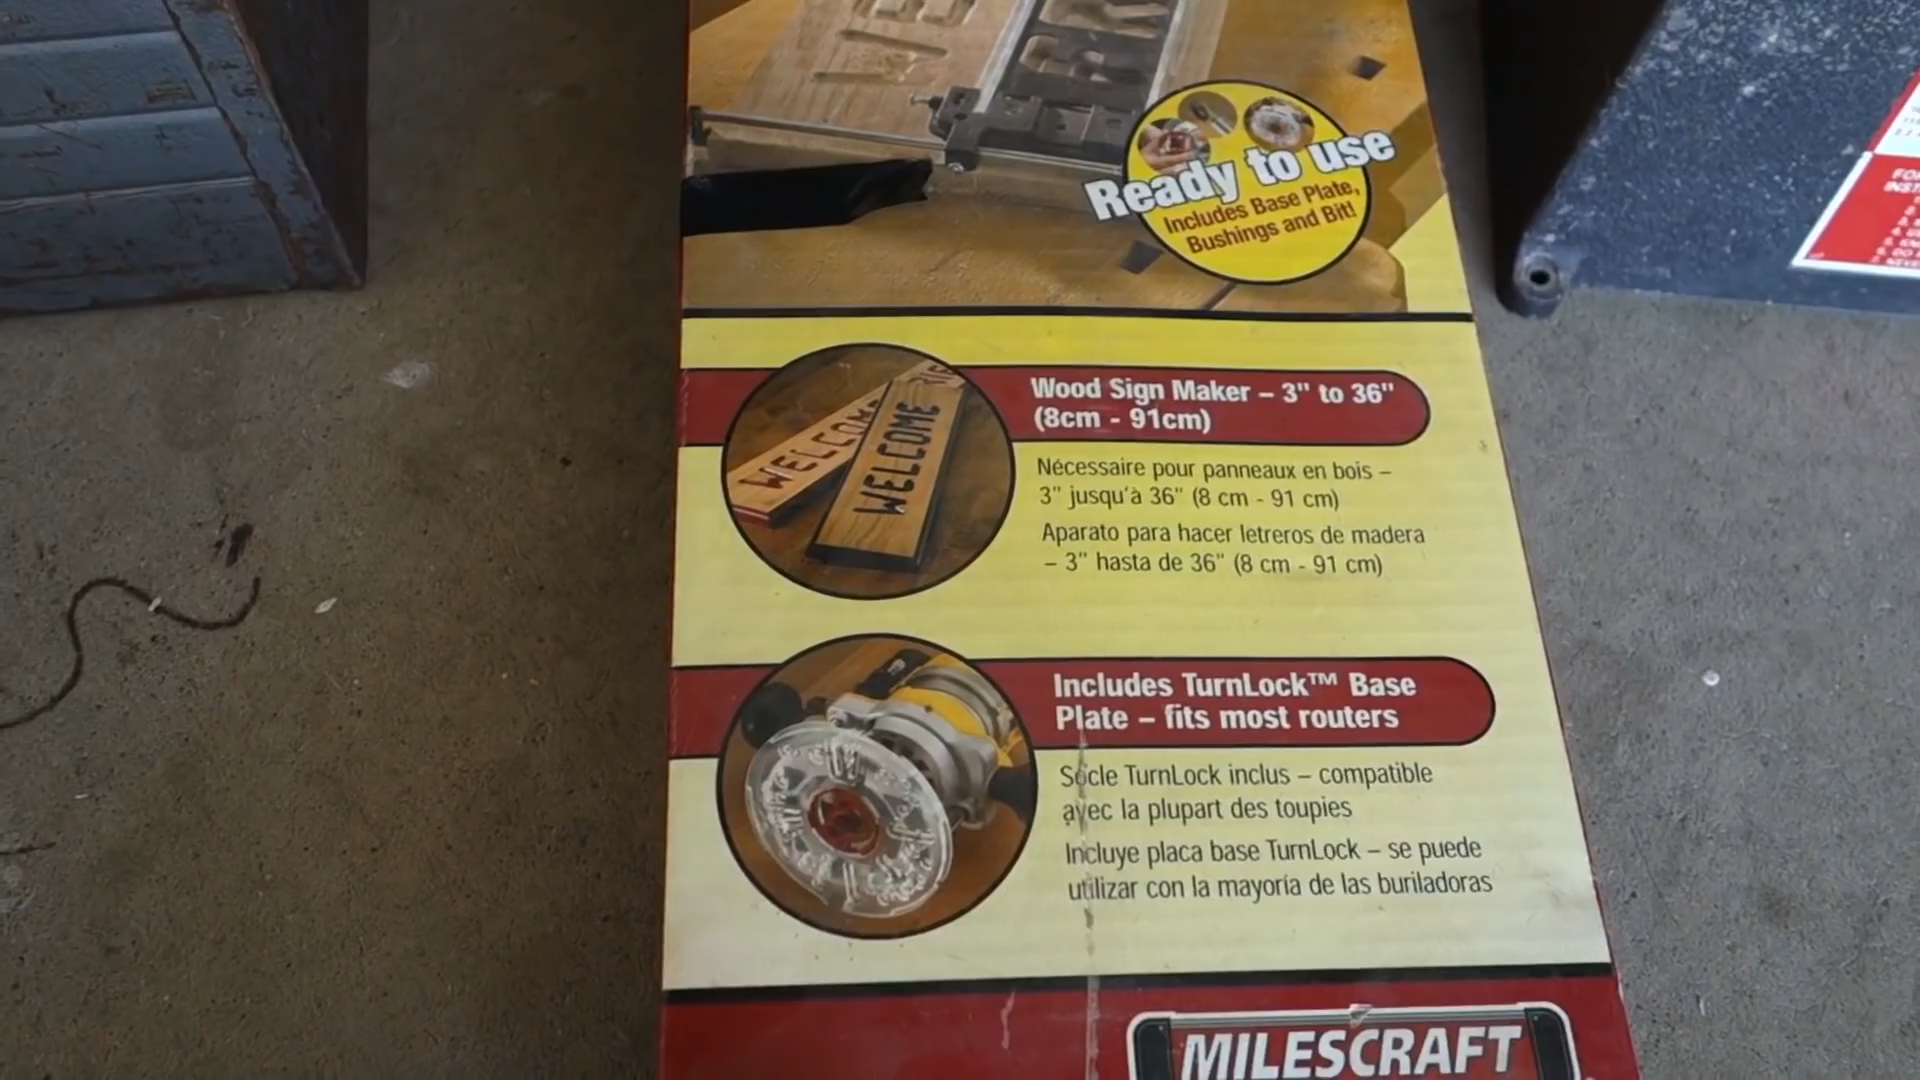 Ready to use
Includes Base Plate,
Bushings and Bit!
Wood Sign Maker – 3" to 36"
(8cm - 91cm)
WELCOME
WELCOME
Nécessaire pour panneaux en bois –
3" jusqu'à 36" (8 cm - 91 cm)
Aparato para hacer letreros de madera
– 3" hasta de 36" (8 cm - 91 cm)
Includes TurnLock™ Base
Plate – fits most routers
Socle TurnLock inclus – compatible
avec la plupart des toupies
Incluye placa base TurnLock – se puede
utilizar con la mayoría de las buriladoras
MILESCRAFT